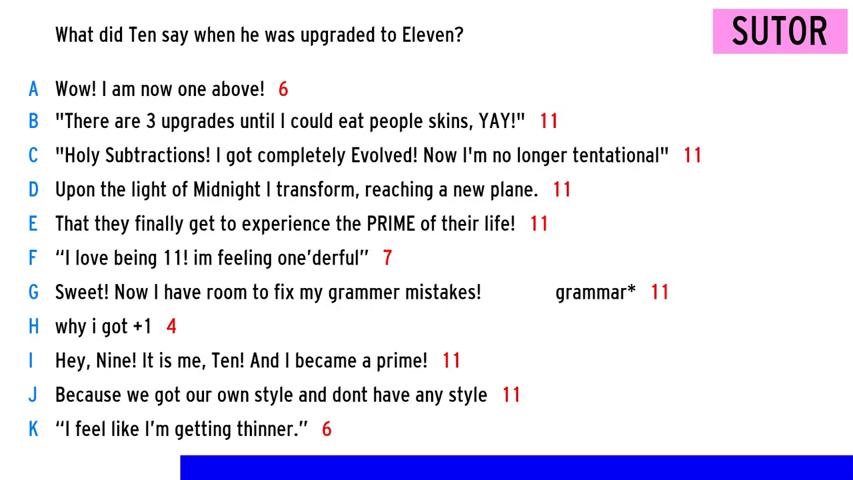 What did Ten say when he was upgraded to Eleven?
SUTOR
A Wow! I am now one above! 6
B "There are 3 upgrades until I could eat people skins, YAY!" 11
C "Holy Subtractions! I got completely Evolved! Now I'm no longer tentational" 11
D Upon the light of Midnight I transform, reaching a new plane. 11
E That they finally get to experience the PRIME of their life! 11
F “I love being 11! im feeling one’derful” 7
G Sweet! Now I have room to fix my grammer mistakes! grammar* 11
H why i got +1 4
I Hey, Nine! It is me, Ten! And I became a prime! 11
J Because we got our own style and dont have any style 11
K “I feel like I’m getting thinner.” 6